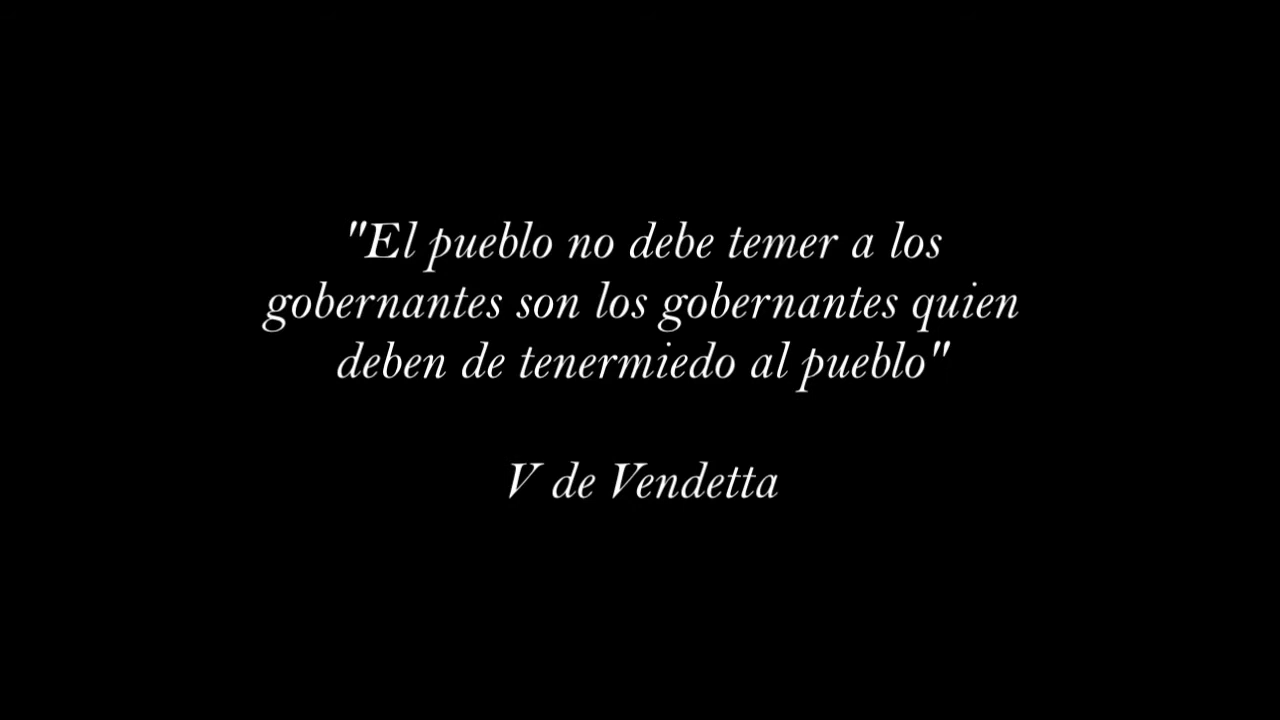 "El pueblo no debe temer a los
gobernantes son los gobernantes quien
deben de tenermiedo al pueblo"
V de Vendetta